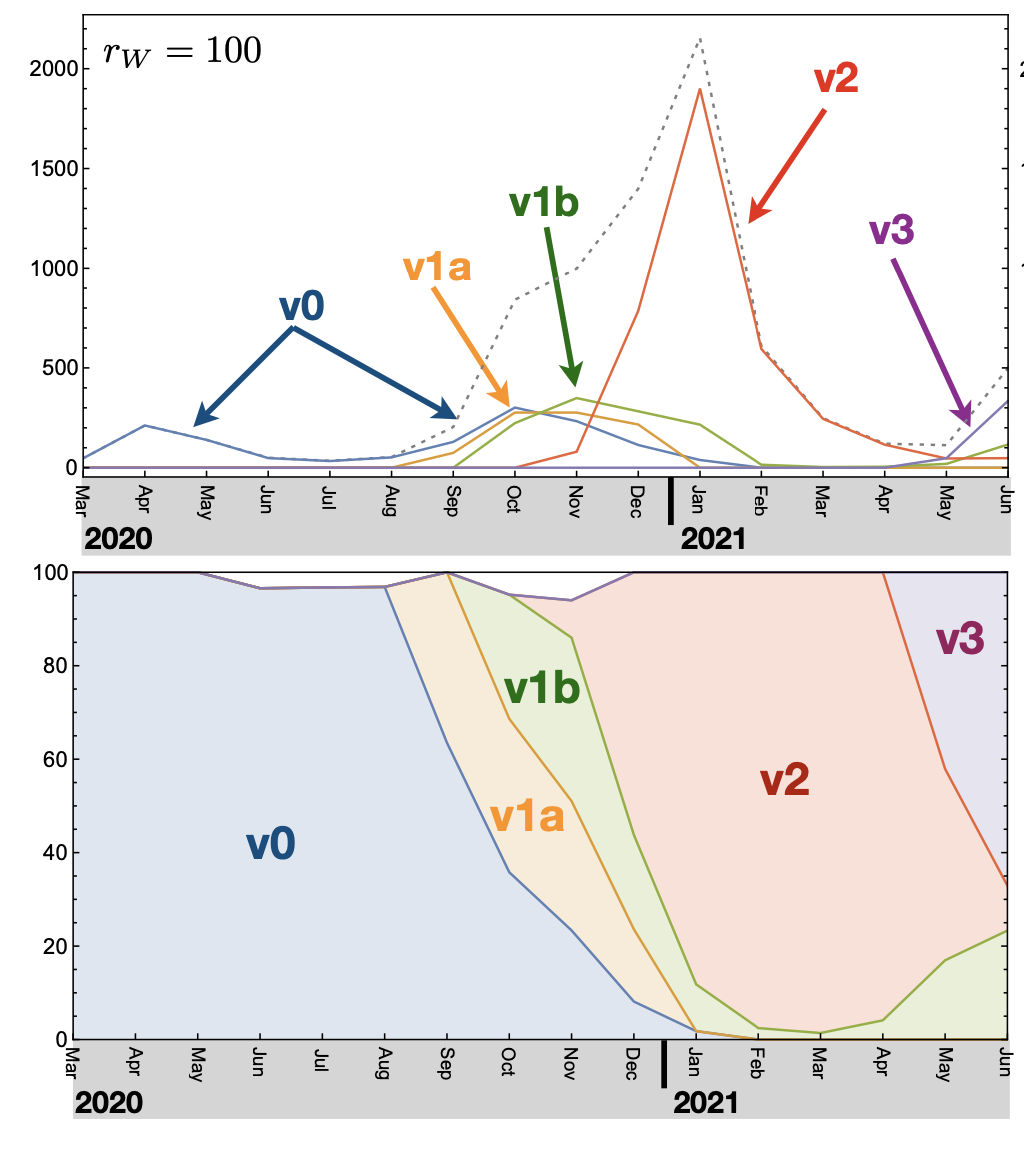 r_W = 100
2000
1500
1000
500
0
v0
v1a
v1b
v2
v3
Mar Apr May Jun Jul Aug Sep Oct Nov Dec Jan Feb Mar Apr May Jun
2020 2021
100
80
60
40
20
0
v0
v1a
v1b
v2
v3
Mar Apr May Jun Jul Aug Sep Oct Nov Dec Jan Feb Mar Apr May Jun
2020 2021